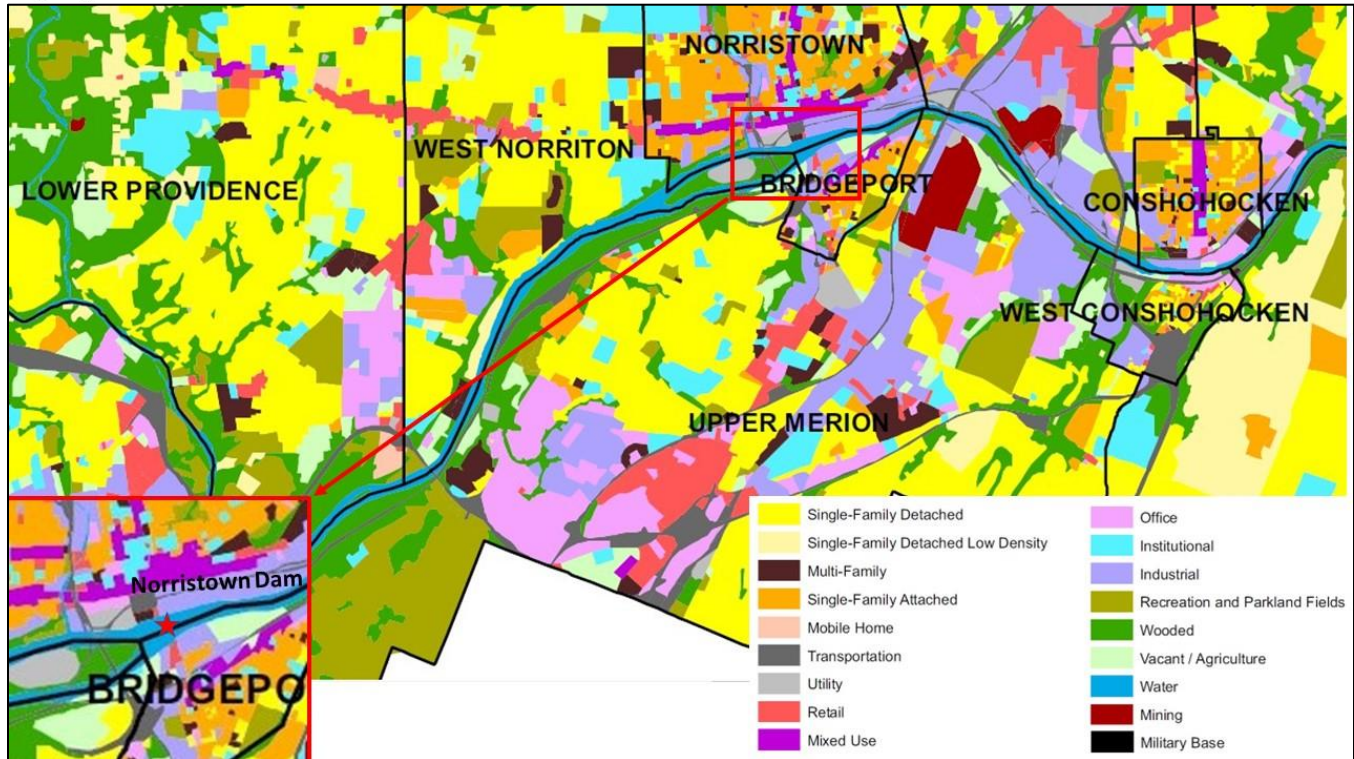 NORRISTOWN
WEST NORRITON
LOWER PROVIDENCE
BRIDGEPORT
CONSHOHOCKEN
WEST CONSHOHOCKEN
UPPER MERION
Norristown Dam
BRIDGEPO
Single-Family Detached
Single-Family Detached Low Density
Multi-Family
Single-Family Attached
Mobile Home
Transportation
Utility
Retail
Mixed Use
Office
Institutional
Industrial
Recreation and Parkland Fields
Wooded
Vacant / Agriculture
Water
Mining
Military Base